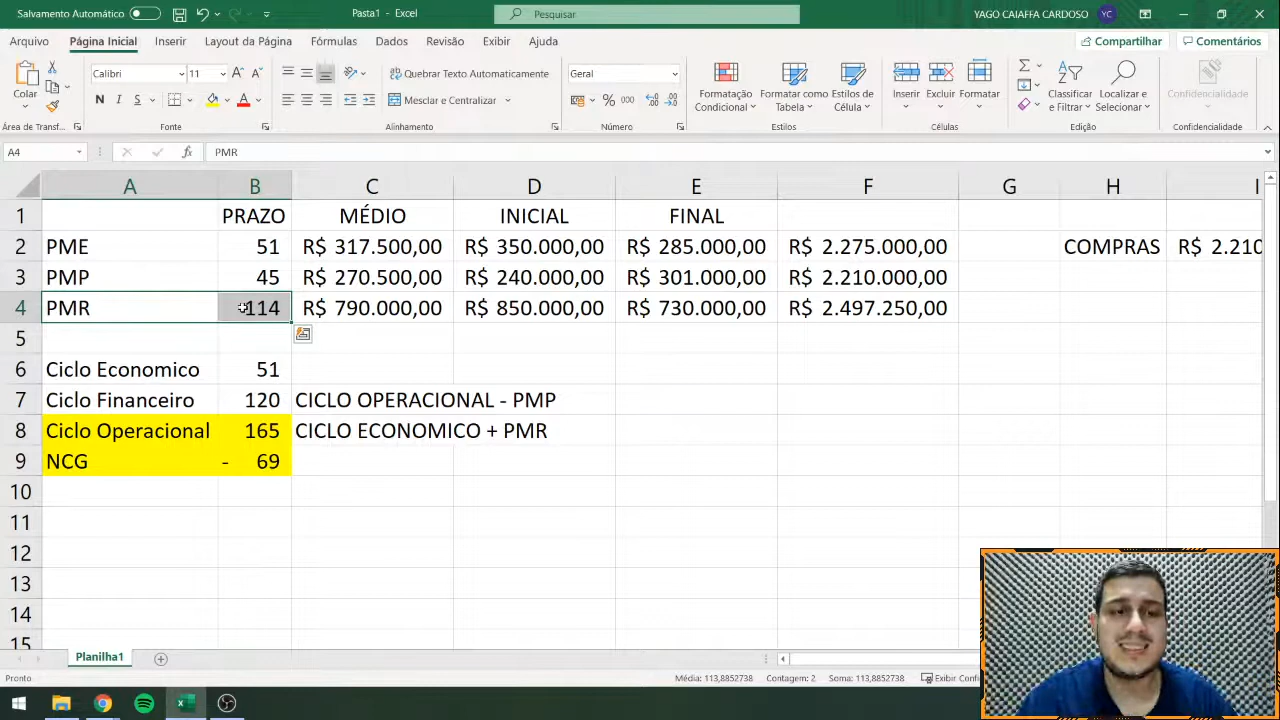 Salvamento Automático
Pasta1 - Excel
Pesquisar
YAGO CAIAFFA CARDOSO YC
Arquivo Página Inicial Inserir Layout da Página Fórmulas Dados Revisão Exibir Ajuda Compartilhar Comentários
Colar
Calibri 11
N I S
Quebrar Texto Automaticamente
Mesclar e Centralizar
Geral
% 000
Formatação Condicional
Formatar como Tabela
Estilos de Célula
Inserir Excluir Formatar
Classificar e Filtrar
Localizar e Selecionar
Confidencialidade
Área de Transf... Fonte Alinhamento Número Estilos Células Edição Confidencialidade
A4 fx PMR
A B C D E F G H I
1 PRAZO MÉDIO INICIAL FINAL
2 PME 51 R$ 317.500,00 R$ 350.000,00 R$ 285.000,00 R$ 2.275.000,00 COMPRAS R$ 2.210
3 PMP 45 R$ 270.500,00 R$ 240.000,00 R$ 301.000,00 R$ 2.210.000,00
4 PMR 114 R$ 790.000,00 R$ 850.000,00 R$ 730.000,00 R$ 2.497.250,00
5
6 Ciclo Economico 51
7 Ciclo Financeiro 120 CICLO OPERACIONAL - PMP
8 Ciclo Operacional 165 CICLO ECONOMICO + PMR
9 NCG - 69
10
11
12
13
14
15
Planilha1
Pronto
Média: 113,8852738 Contagem: 2 Soma: 113,8852738 Exibir Confi